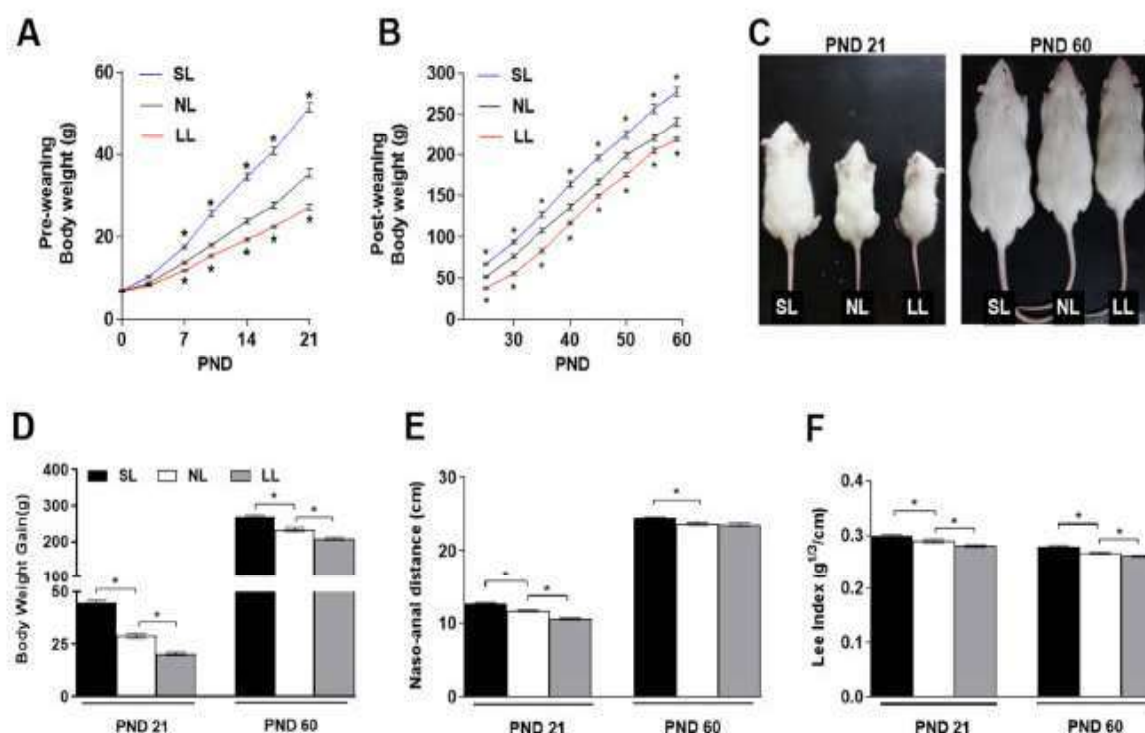 A
Pre-weaning
Body weight (g)
60
40
20
0
SL
NL
LL
0 7 14 21
PND
B
Post-weaning
Body weight (g)
300
250
200
150
100
50
0
SL
NL
LL
30 40 50 60
PND
C
PND 21
SL NL LL
PND 60
SL NL LL
D
Body Weight Gain(g)
400
300
200
100
50
25
0
SL NL LL
* * * *
PND 21 PND 60
E
Naso-anal distance (cm)
30
20
10
0
* *
PND 21 PND 60
F
Lee Index (g1/3/cm)
0.4
0.3
0.2
0.1
0.0
* * * *
PND 21 PND 60